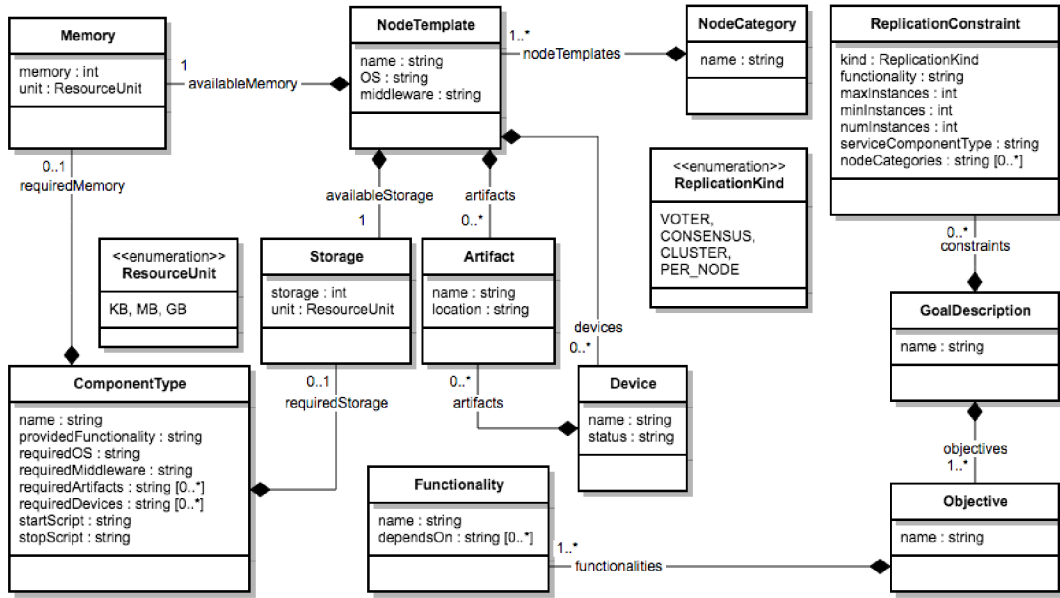 Memory
memory : int
unit : ResourceUnit
1
availableMemory
NodeTemplate
name : string
OS : string
middleware : string
1..*
nodeTemplates
NodeCategory
name : string
ReplicationConstraint
kind : ReplicationKind
functionality : string
maxInstances : int
minInstances : int
numInstances : int
serviceComponentType : string
nodeCategories : string [0..*]
0..1
requiredMemory
availableStorage
1
artifacts
0..*
<<enumeration>>
ReplicationKind
VOTER,
CONSENSUS,
CLUSTER,
PER_NODE
0..*
constraints
<<enumeration>>
ResourceUnit
KB, MB, GB
Storage
storage : int
unit : ResourceUnit
Artifact
name : string
location : string
devices
0..*
GoalDescription
name : string
ComponentType
name : string
providedFunctionality : string
requiredOS : string
requiredMiddleware : string
requiredArtifacts : string [0..*]
requiredDevices : string [0..*]
startScript : string
stopScript : string
0..1
requiredStorage
0..*
artifacts
Device
name : string
status : string
objectives
1..*
Functionality
name : string
dependsOn : string [0..*]
1..*
functionalities
Objective
name : string